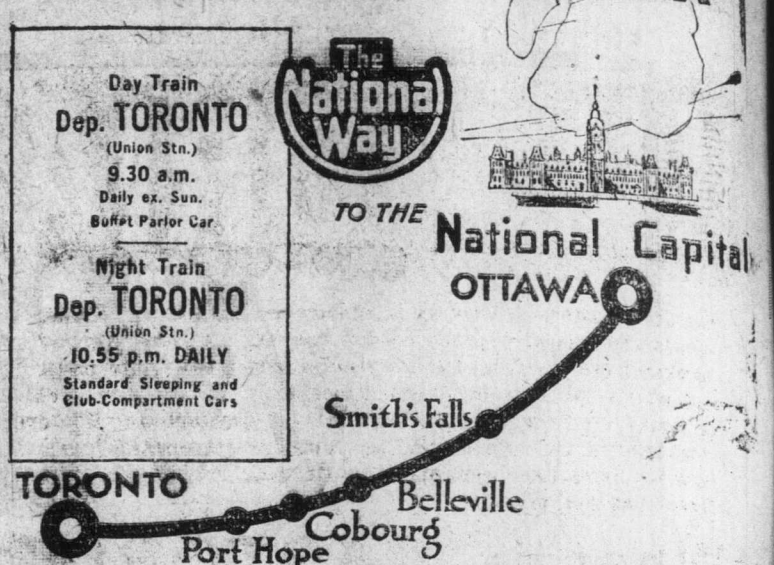 Day Train
Dep. TORONTO
(Union Stn.)
9.30 a.m.
Daily ex. Sun.
Buffet Parlor Car
Night Train
Dep. TORONTO
(Union Stn.)
10.55 p.m. DAILY
Standard Sleeping and
Club-Compartment Cars
The
National
Way
TO THE
National Capital
OTTAWA
Smith's Falls
Belleville
Cobourg
Port Hope
TORONTO